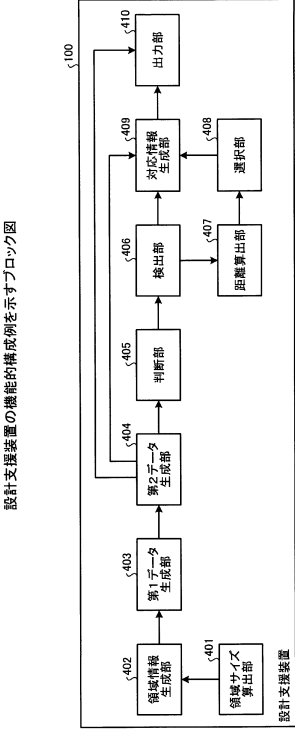 設計支援装置の機能的構成例を示すブロック図
100
設計支援装置
401
領域サイズ
算出部
402
領域情報
生成部
403
第1データ
生成部
404
第2データ
生成部
405
判断部
406
検出部
407
距離算出部
408
選択部
409
対応情報
生成部
410
出力部